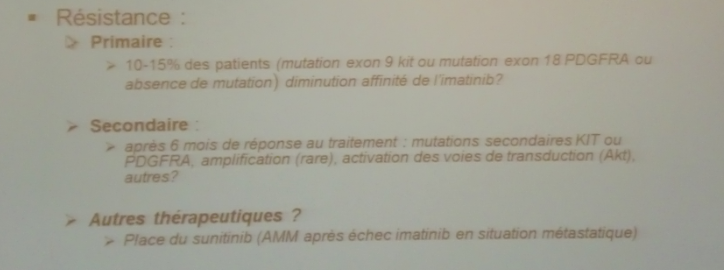 ▪ Résistance :
➢ Primaire :
➢ 10-15% des patients (mutation exon 9 kit ou mutation exon 18 PDGFRA ou
absence de mutation) diminution affinité de l'imatinib?
➢ Secondaire :
➢ après 6 mois de réponse au traitement : mutations secondaires KIT ou
PDGFRA, amplification (rare), activation des voies de transduction (Akt),
autres?
➢ Autres thérapeutiques ?
➢ Place du sunitinib (AMM après échec imatinib en situation métastatique)